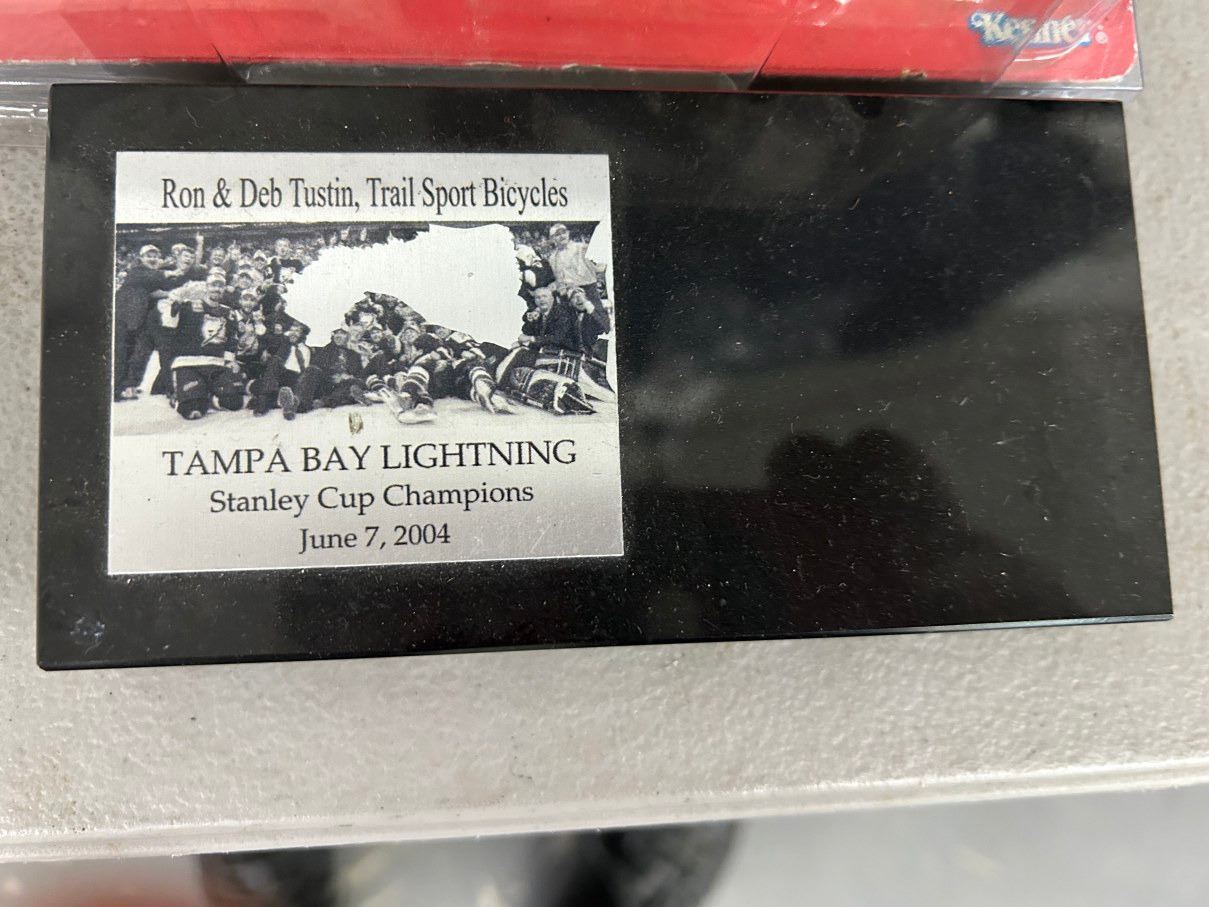 Kenner
Ron & Deb Tustin, Trail Sport Bicycles
TAMPA BAY LIGHTNING
Stanley Cup Champions
June 7, 2004